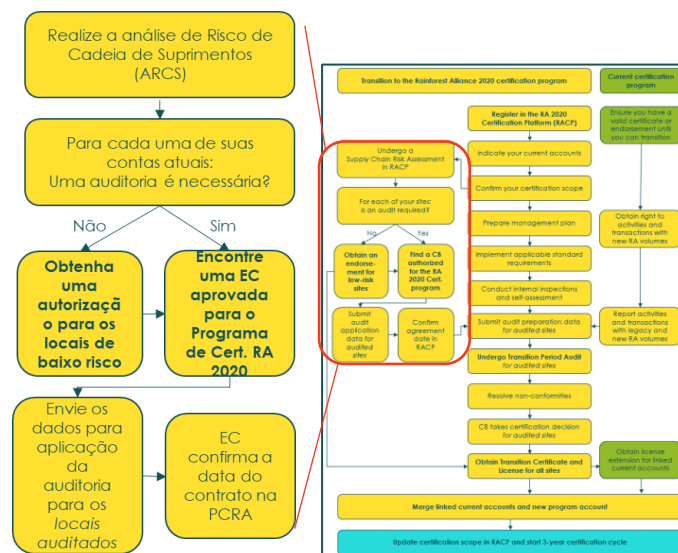 Realize a análise de Risco de
Cadeia de Suprimentos
(ARCS)
Para cada uma de suas
contas atuais:
Uma auditoria é necessária?
Não
Sim
Obtenha
uma
autorizaçã
o para os
locais de
baixo risco
Encontre
uma EC
aprovada
para o
Programa
de Cert. RA
2020
Envie os
dados para
aplicação
da
auditoria
para os
locais
auditados
EC
confirma a
data do
contrato na
PCRA
Transition to the Rainforest Alliance 2020 certification program
Current certification
program
Register in the RA 2020
Certification Platform (RACP)
Ensure you have a
valid certificate or
endorsement until
you can transition
Undergo a
Supply Chain Risk Assessment
in RACP
Indicate your current accounts
Confirm your certification scope
For each of your sites:
Is an audit required?
No
Yes
Prepare management plan
Obtain right to
activities and
transactions with
new RA volumes
Obtain an
endorse-
ment for
low-risk
sites
Find a CB
authorized for
the RA
2020 Cert.
program
Implement applicable standard
requirements
Conduct internal inspections
and self-assessment
Submit
audit
application
data for
audited sites
Confirm
agreement
date in
RACP
Submit audit preparation data
for audited sites
Report activities
and transactions
with legacy and
new RA volumes
Undergo Transition Period Audit
for audited sites
Resolve non-conformities
CB takes certification decision
for audited sites
Obtain Transition Certificate and
License for all sites
Obtain license
extension for linked
current accounts
Merge linked current accounts and new program account
Update certification scope in RACP and start 3-year certification cycle